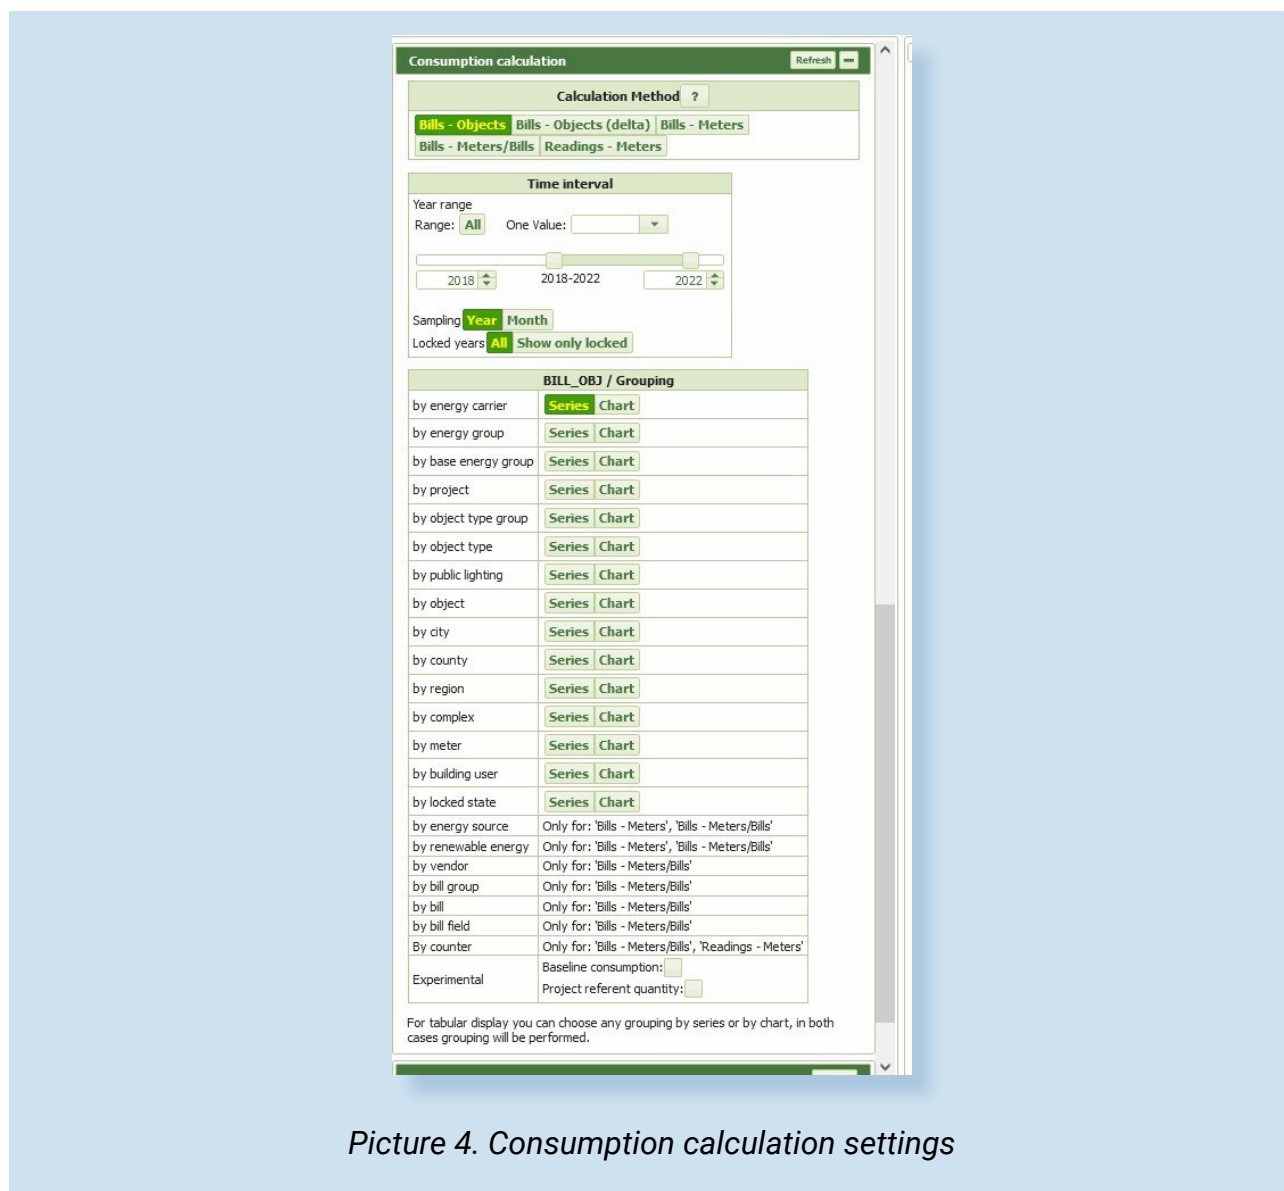 Consumption calculation Refresh
Calculation Method ?
Bills - Objects Bills - Objects (delta) Bills - Meters
Bills - Meters/Bills Readings - Meters
Time interval
Year range
Range: All One Value:
2018 2018-2022 2022
Sampling Year Month
Locked years All Show only locked
BILL_OBJ / Grouping
by energy carrier Series Chart
by energy group Series Chart
by base energy group Series Chart
by project Series Chart
by object type group Series Chart
by object type Series Chart
by public lighting Series Chart
by object Series Chart
by city Series Chart
by county Series Chart
by region Series Chart
by complex Series Chart
by meter Series Chart
by building user Series Chart
by locked state Series Chart
by energy source Only for: 'Bills - Meters', 'Bills - Meters/Bills'
by renewable energy Only for: 'Bills - Meters', 'Bills - Meters/Bills'
by vendor Only for: 'Bills - Meters/Bills'
by bill group Only for: 'Bills - Meters/Bills'
by bill Only for: 'Bills - Meters/Bills'
by bill field Only for: 'Bills - Meters/Bills'
By counter Only for: 'Bills - Meters/Bills', 'Readings - Meters'
Experimental Baseline consumption:
Project referent quantity:
For tabular display you can choose any grouping by series or by chart, in both
cases grouping will be performed.
Picture 4. Consumption calculation settings